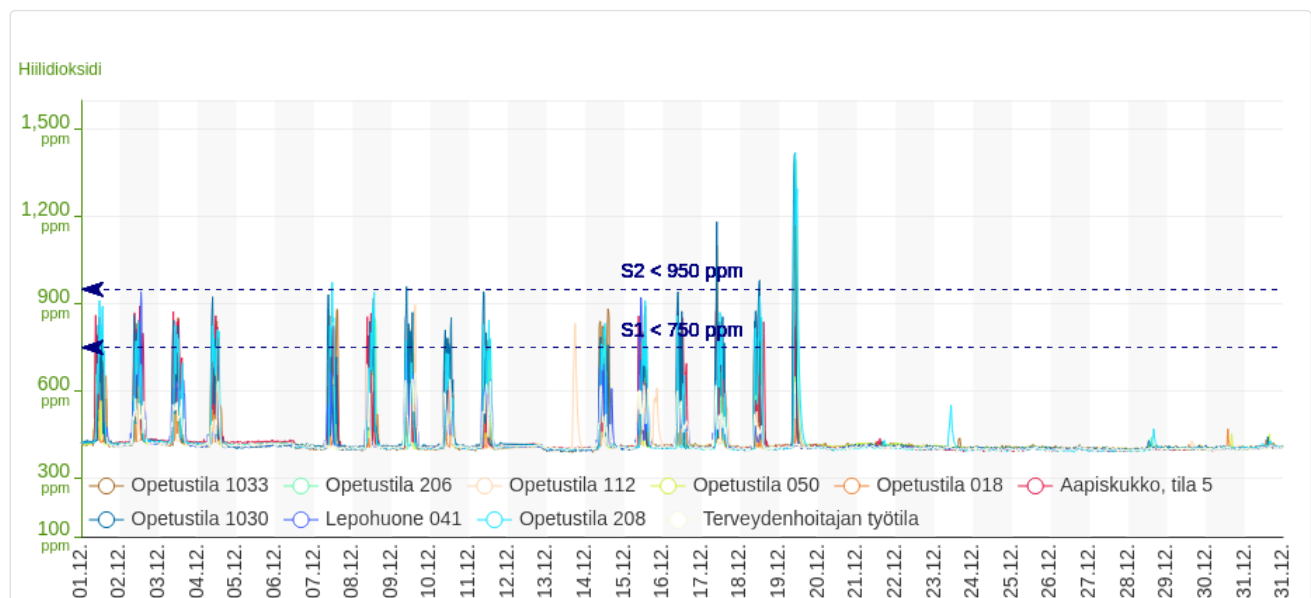 Hiilidioksidi
1,500
ppm
1,200
ppm
S2 < 950 ppm
900
ppm
S1 < 750 ppm
600
ppm
300
ppm
Opetustila 1033 Opetustila 206 Opetustila 112 Opetustila 050 Opetustila 018 Aapiskukko, tila 5
Opetustila 1030 Lepohuone 041 Opetustila 208 Terveydenhoitajan työtila
100
ppm
01.12. 02.12. 03.12. 04.12. 05.12. 07.12. 08.12. 09.12. 10.12. 11.12. 12.12. 13.12. 14.12. 15.12. 16.12. 17.12. 18.12. 19.12. 20.12. 21.12. 22.12. 23.12. 24.12. 25.12. 26.12. 27.12. 28.12. 29.12. 30.12. 31.12. 31.12.